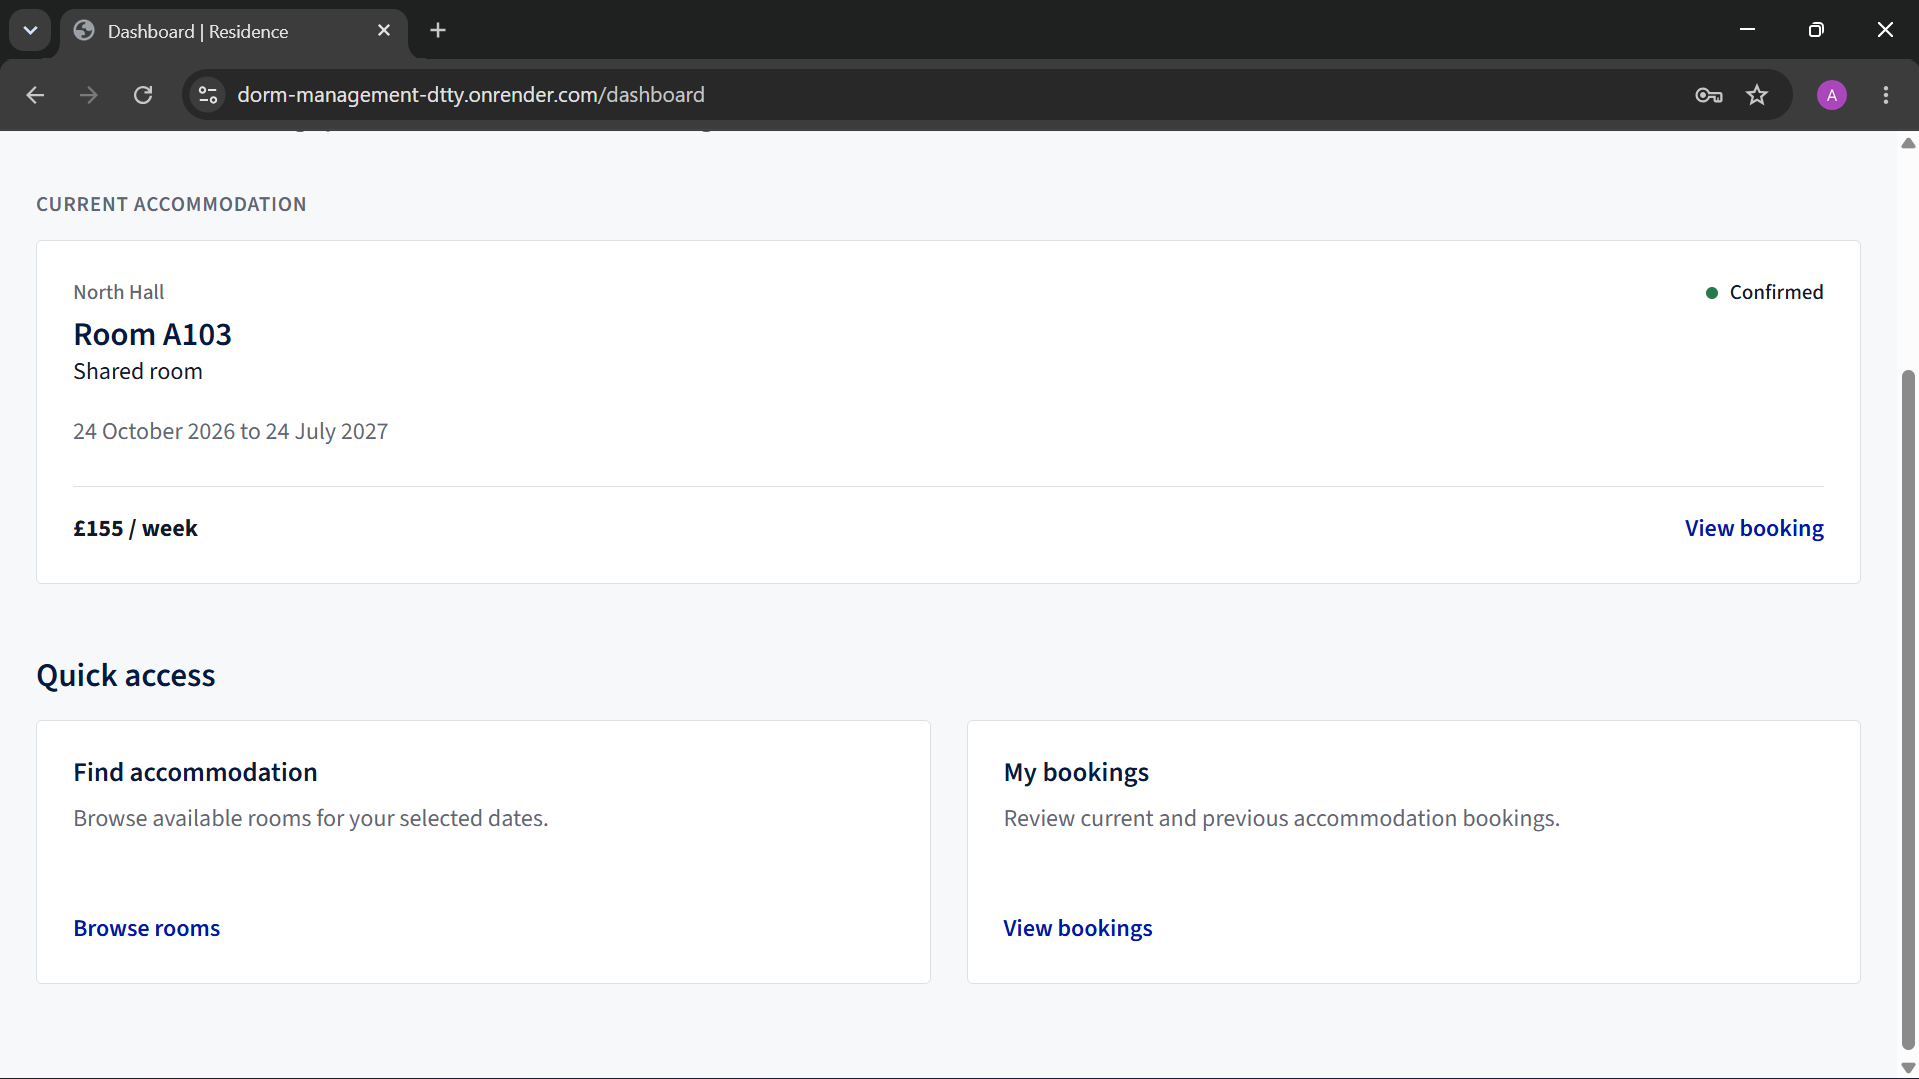 Dashboard | Residence
dorm-management-dtty.onrender.com/dashboard
A
CURRENT ACCOMMODATION
North Hall
Confirmed
Room A103
Shared room
24 October 2026 to 24 July 2027
£155 / week
View booking
Quick access
Find accommodation
Browse available rooms for your selected dates.
Browse rooms
My bookings
Review current and previous accommodation bookings.
View bookings